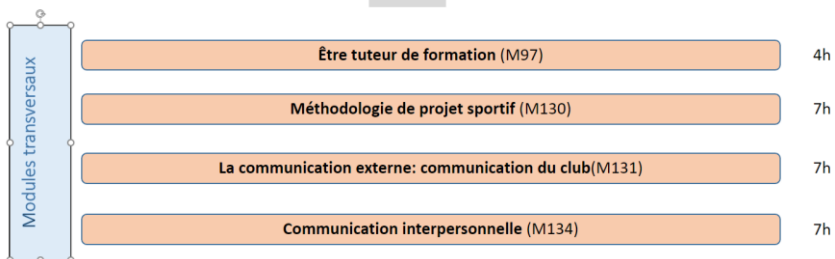 Modules transversaux
Être tuteur de formation (M97) 4h
Méthodologie de projet sportif (M130) 7h
La communication externe: communication du club(M131) 7h
Communication interpersonnelle (M134) 7h